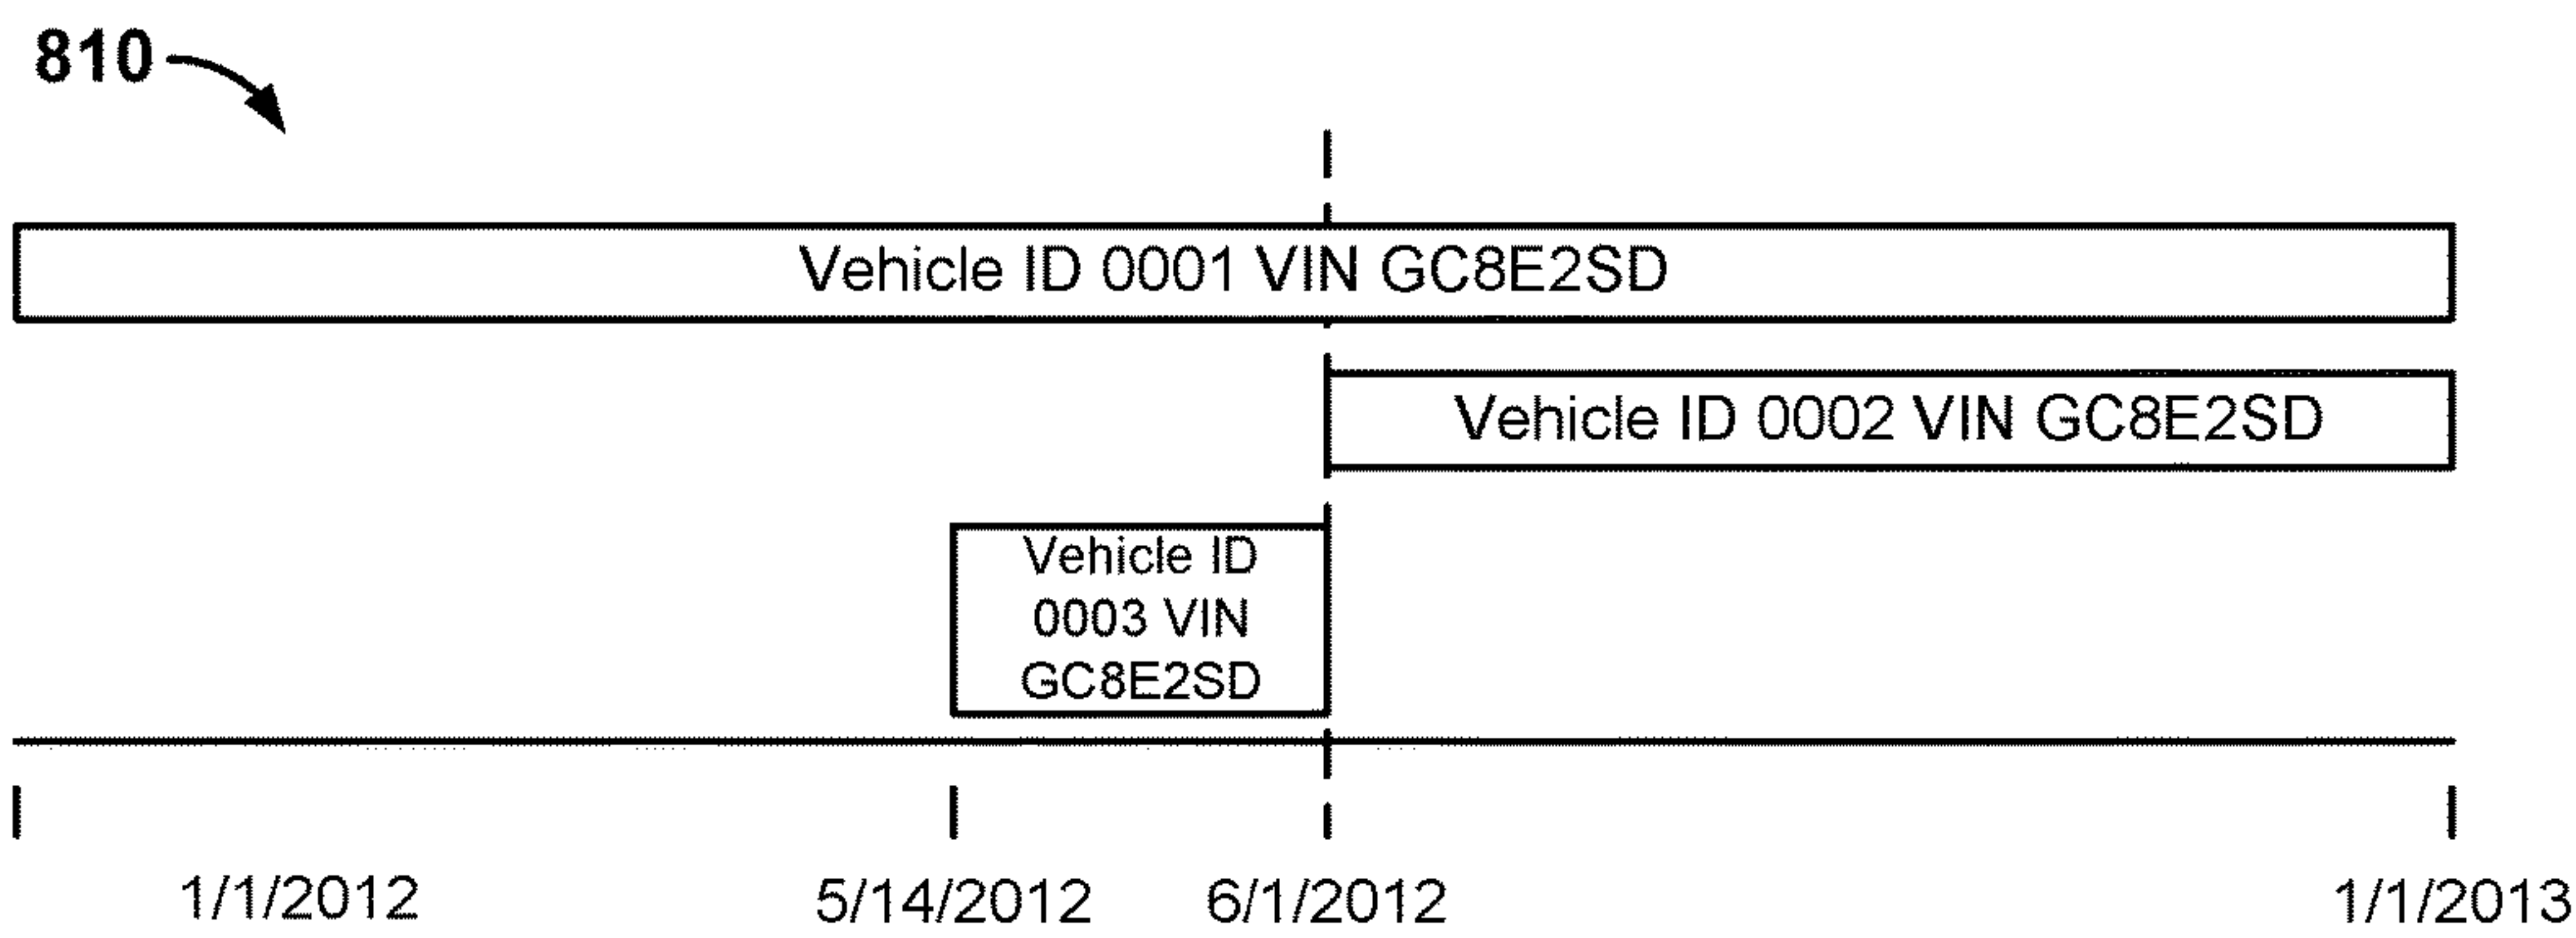 810
Vehicle ID 0001 VIN GC8E2SD
Vehicle ID 0002 VIN GC8E2SD
Vehicle ID
0003 VIN
GC8E2SD
1/1/2012
5/14/2012
6/1/2012
1/1/2013